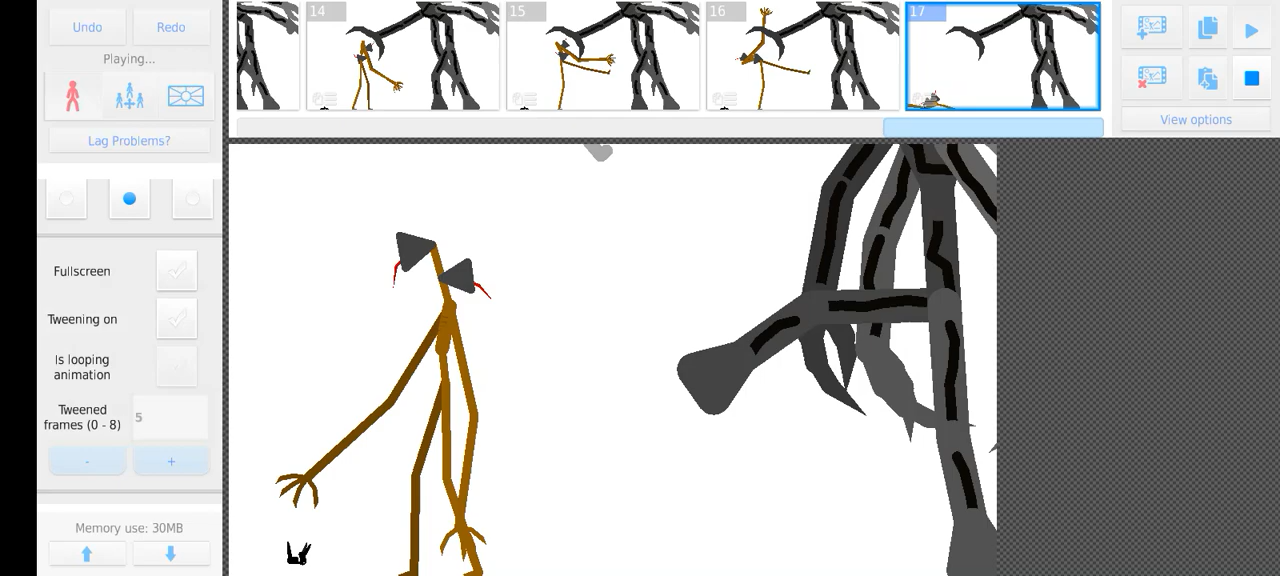 Undo Redo
Playing...
Lag Problems?
Fullscreen
Tweening on
Is looping
animation
Tweened
frames (0 - 8) 5
- +
Memory use: 30MB
14 15 16 17
View options